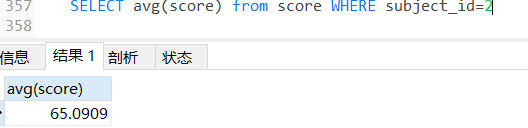 357 SELECT avg(score) from score WHERE subject_id=2
358
信息 结果 1 剖析 状态
avg(score)
65.0909